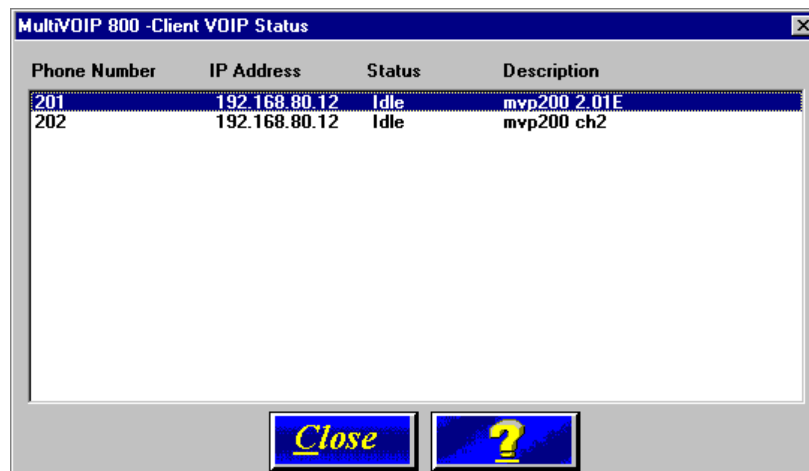 MultiVOIP 800 -Client VOIP Status
Phone Number IP Address Status Description
201 192.168.80.12 Idle mvp200 2.01E
202 192.168.80.12 Idle mvp200 ch2
Close ?